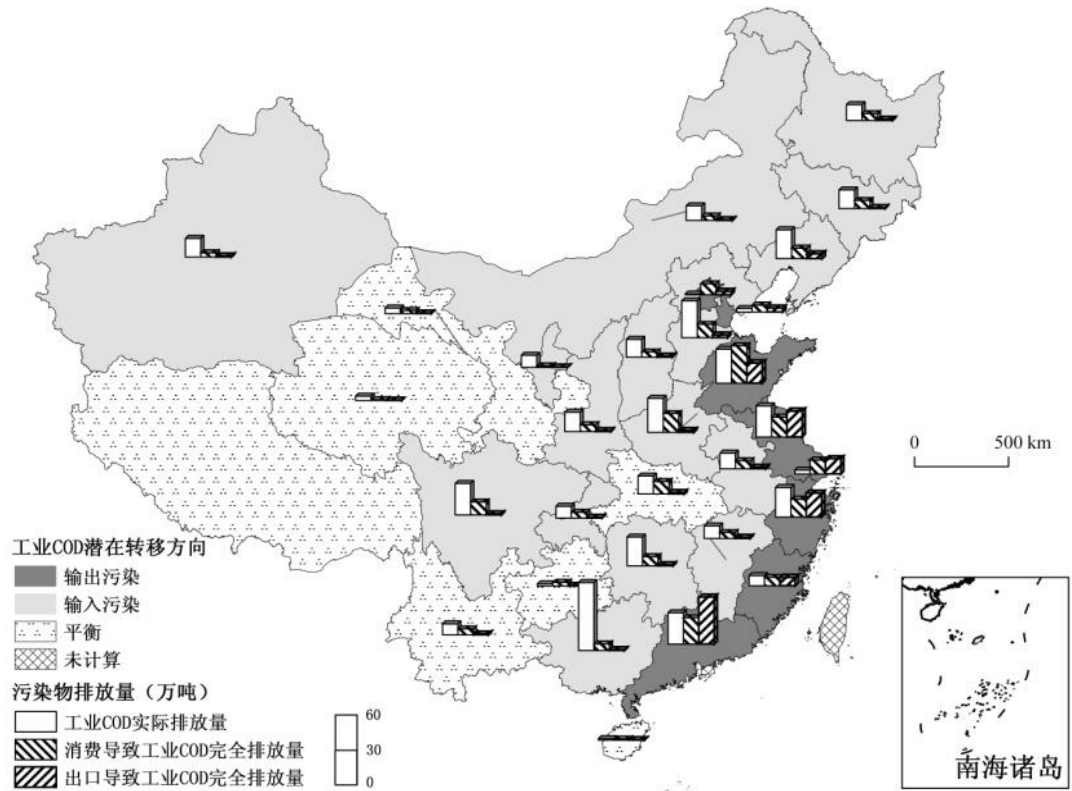 0 500 km
工业COD潜在转移方向
输出污染
输入污染
平衡
未计算
污染物排放量（万吨）
工业COD实际排放量
消费导致工业COD完全排放量
出口导致工业COD完全排放量
60
30
0
南海诸岛